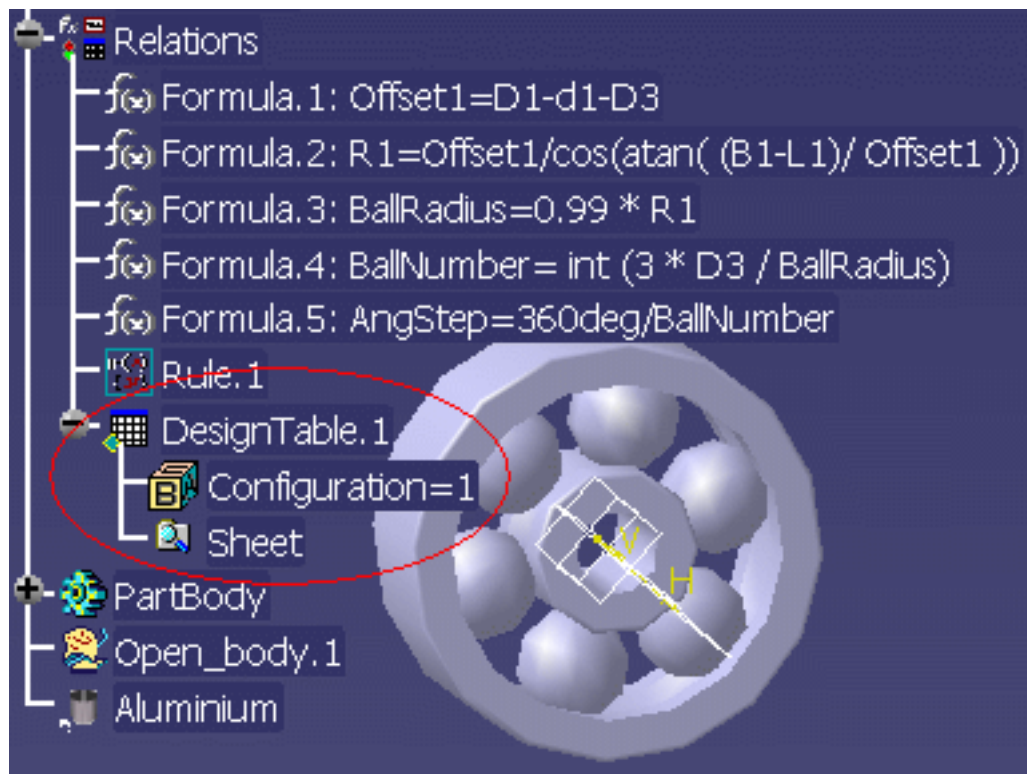 Relations
Formula.1: Offset1=D1-d1-D3
Formula.2: R1=Offset1/cos(atan( (B1-L1)/ Offset1 ))
Formula.3: BallRadius=0.99 * R1
Formula.4: BallNumber= int (3 * D3 / BallRadius)
Formula.5: AngStep=360deg/BallNumber
Rule.1
DesignTable.1
Configuration=1
Sheet
V
H
PartBody
Open_body.1
Aluminium